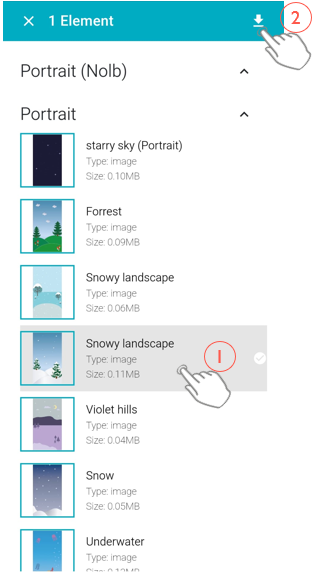 1 Element
2
Portrait (Nolb)
Portrait
starry sky (Portrait)
Type: image
Size: 0.10MB
Forrest
Type: image
Size: 0.09MB
Snowy landscape
Type: image
Size: 0.06MB
Snowy landscape
Type: image
Size: 0.11MB
1
Violet hills
Type: image
Size: 0.04MB
Snow
Type: image
Size: 0.05MB
Underwater
Type: image